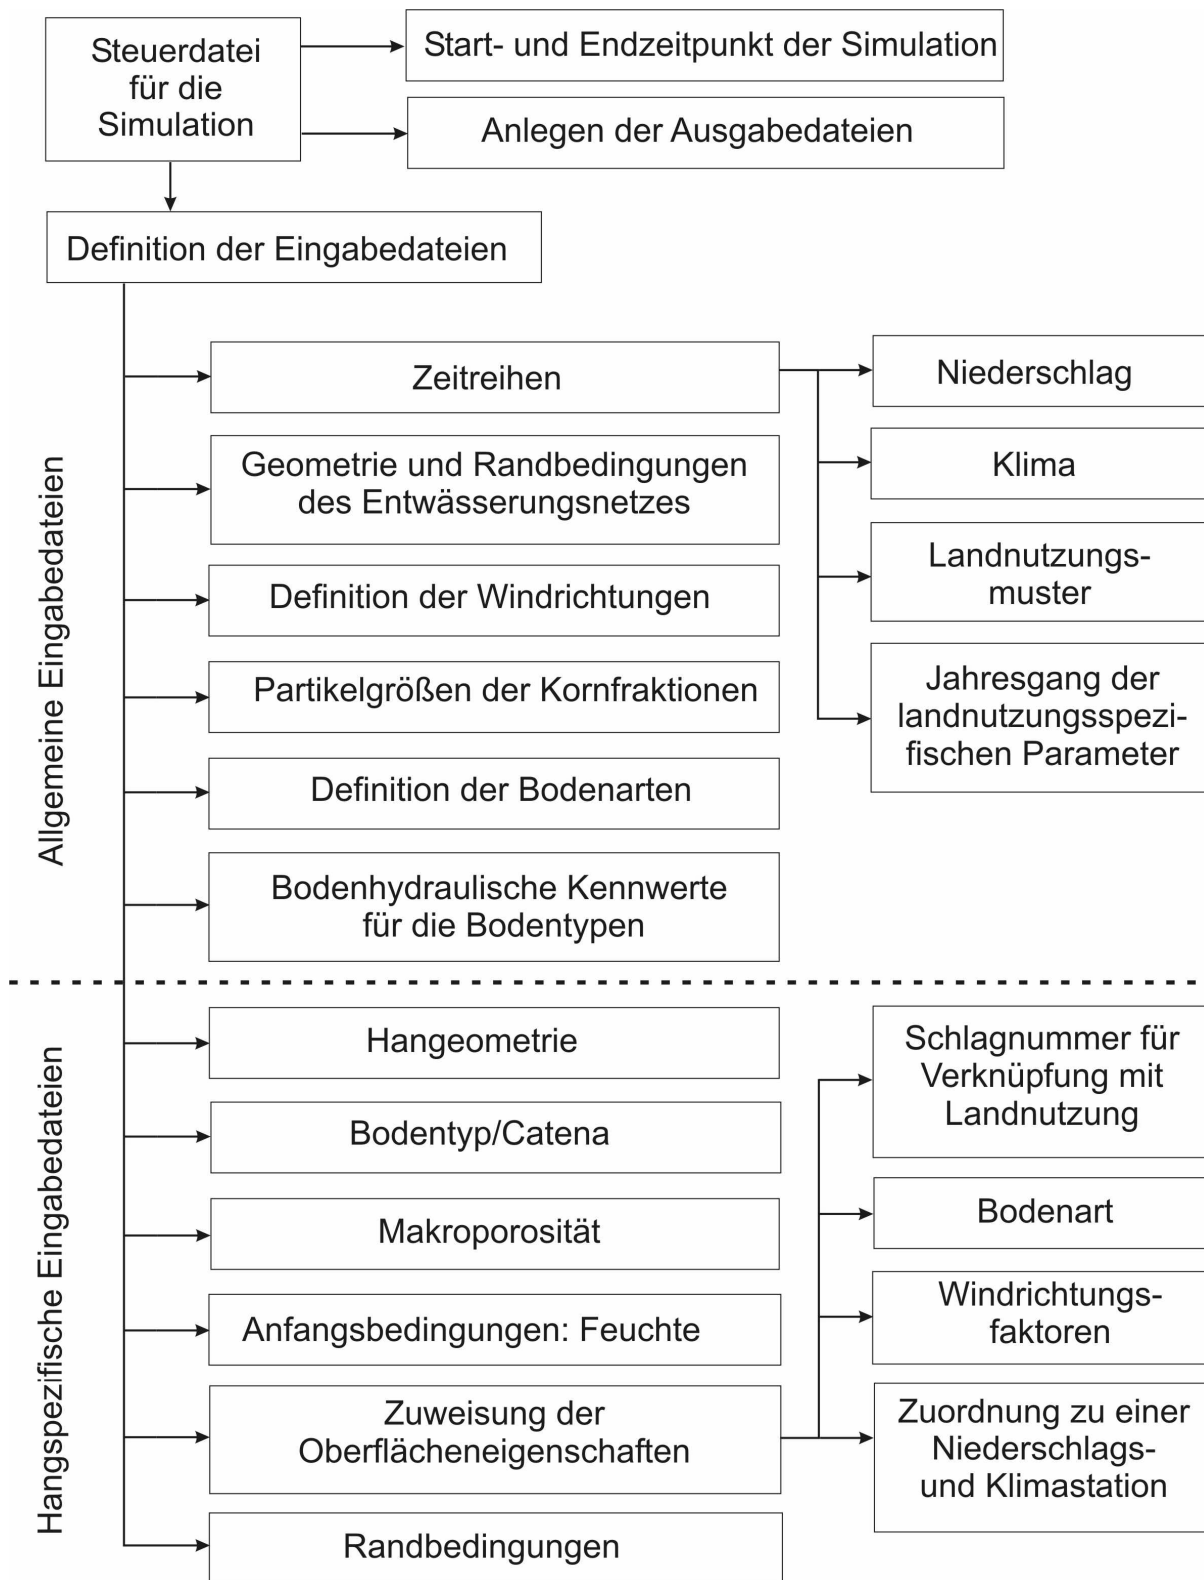 Steuerdatei
für die
Simulation
Start- und Endzeitpunkt der Simulation
Anlegen der Ausgabedateien
Definition der Eingabedateien
Allgemeine Eingabedateien
Zeitreihen
Niederschlag
Klima
Landnutzungs-
muster
Jahresgang der
landnutzungsspezi-
fischen Parameter
Geometrie und Randbedingungen
des Entwässerungsnetzes
Definition der Windrichtungen
Partikelgrößen der Kornfraktionen
Definition der Bodenarten
Bodenhydraulische Kennwerte
für die Bodentypen
Hangspezifische Eingabedateien
Hangeometrie
Bodentyp/Catena
Makroporosität
Anfangsbedingungen: Feuchte
Zuweisung der
Oberflächeneigenschaften
Schlagnummer für
Verknüpfung mit
Landnutzung
Bodenart
Windrichtungs-
faktoren
Zuordnung zu einer
Niederschlags-
und Klimastation
Randbedingungen